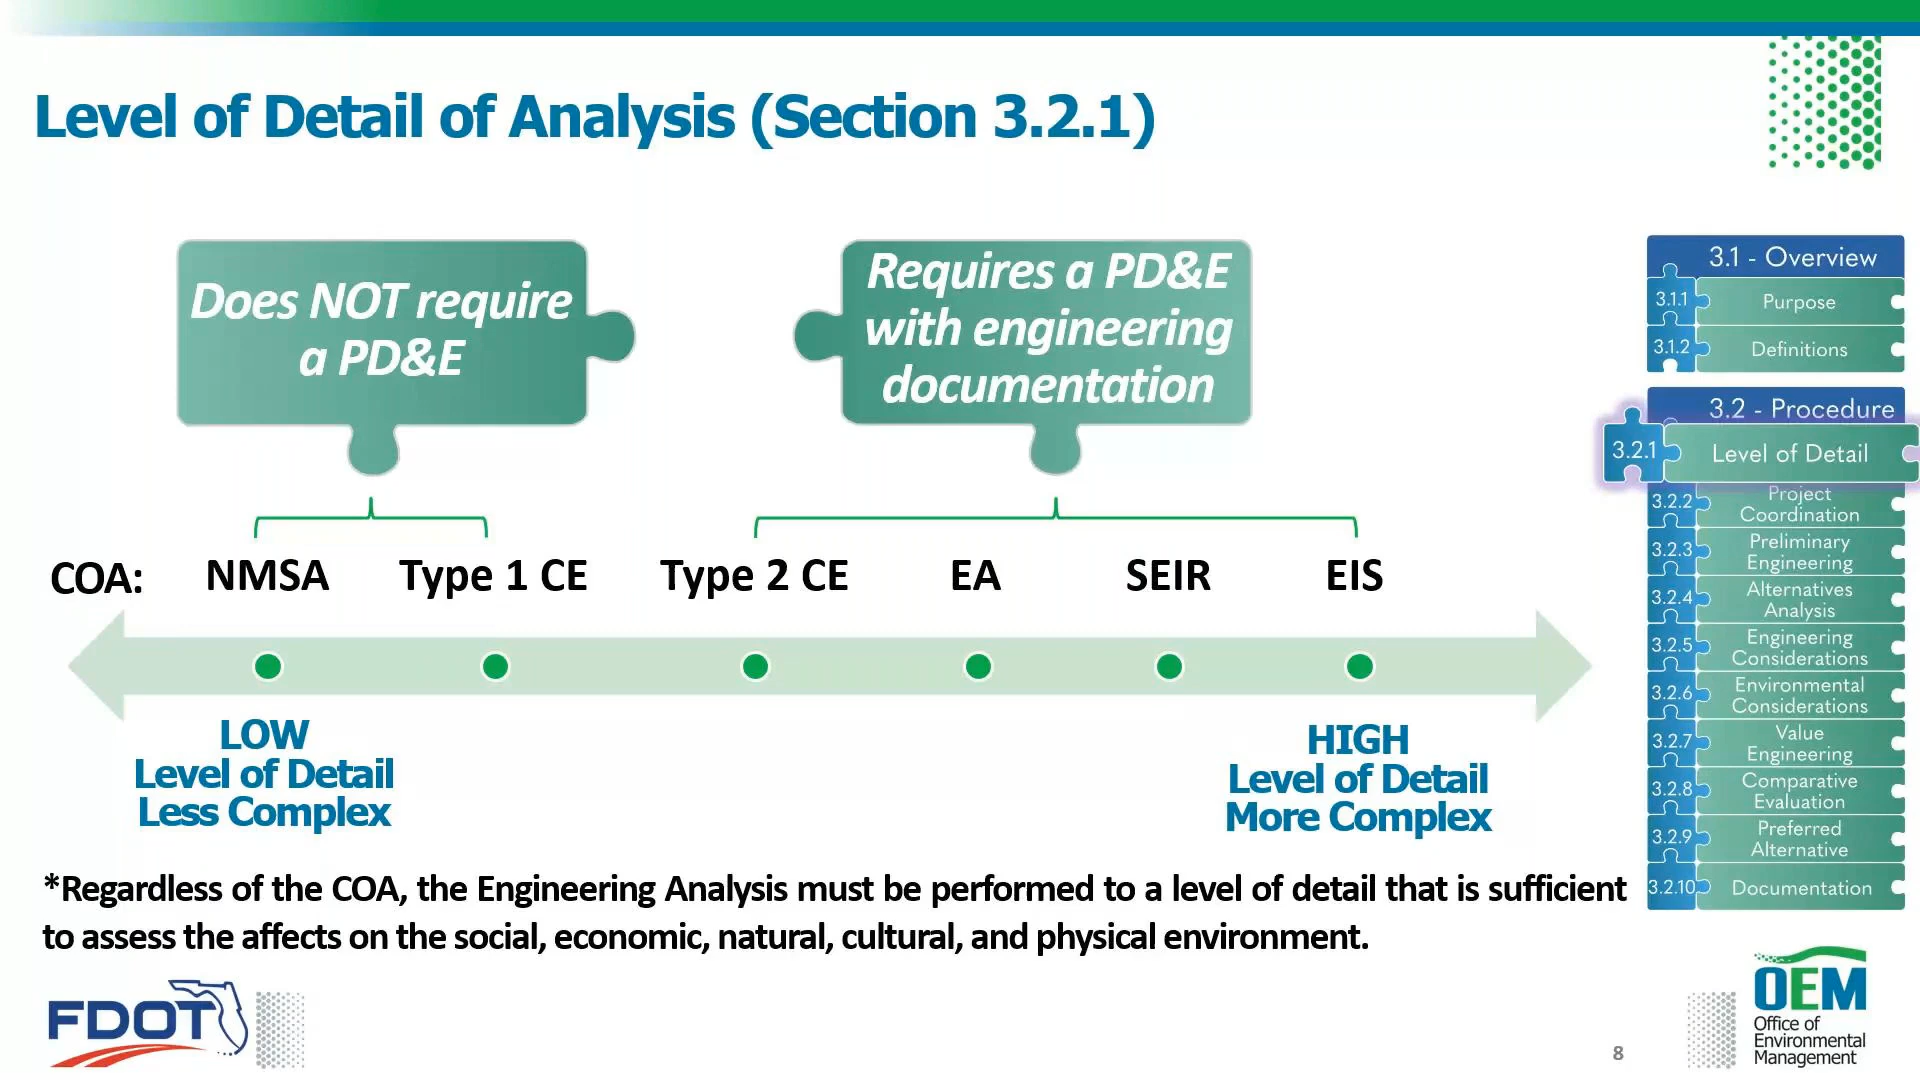 Level of Detail of Analysis (Section 3.2.1)
Does NOT require
a PD&E
Requires a PD&E
with engineering
documentation
COA:
NMSA
Type 1 CE
Type 2 CE
EA
SEIR
EIS
LOW
Level of Detail
Less Complex
HIGH
Level of Detail
More Complex
*Regardless of the COA, the Engineering Analysis must be performed to a level of detail that is sufficient
to assess the affects on the social, economic, natural, cultural, and physical environment.
3.1 - Overview
3.1.1 Purpose
3.1.2 Definitions
3.2 - Procedure
3.2.1 Level of Detail
3.2.2 Project
Coordination
3.2.3 Preliminary
Engineering
3.2.4 Alternatives
Analysis
3.2.5 Engineering
Considerations
3.2.6 Environmental
Considerations
3.2.7 Value
Engineering
3.2.8 Comparative
Evaluation
3.2.9 Preferred
Alternative
3.2.10 Documentation
FDOT
8
OEM
Office of
Environmental
Management